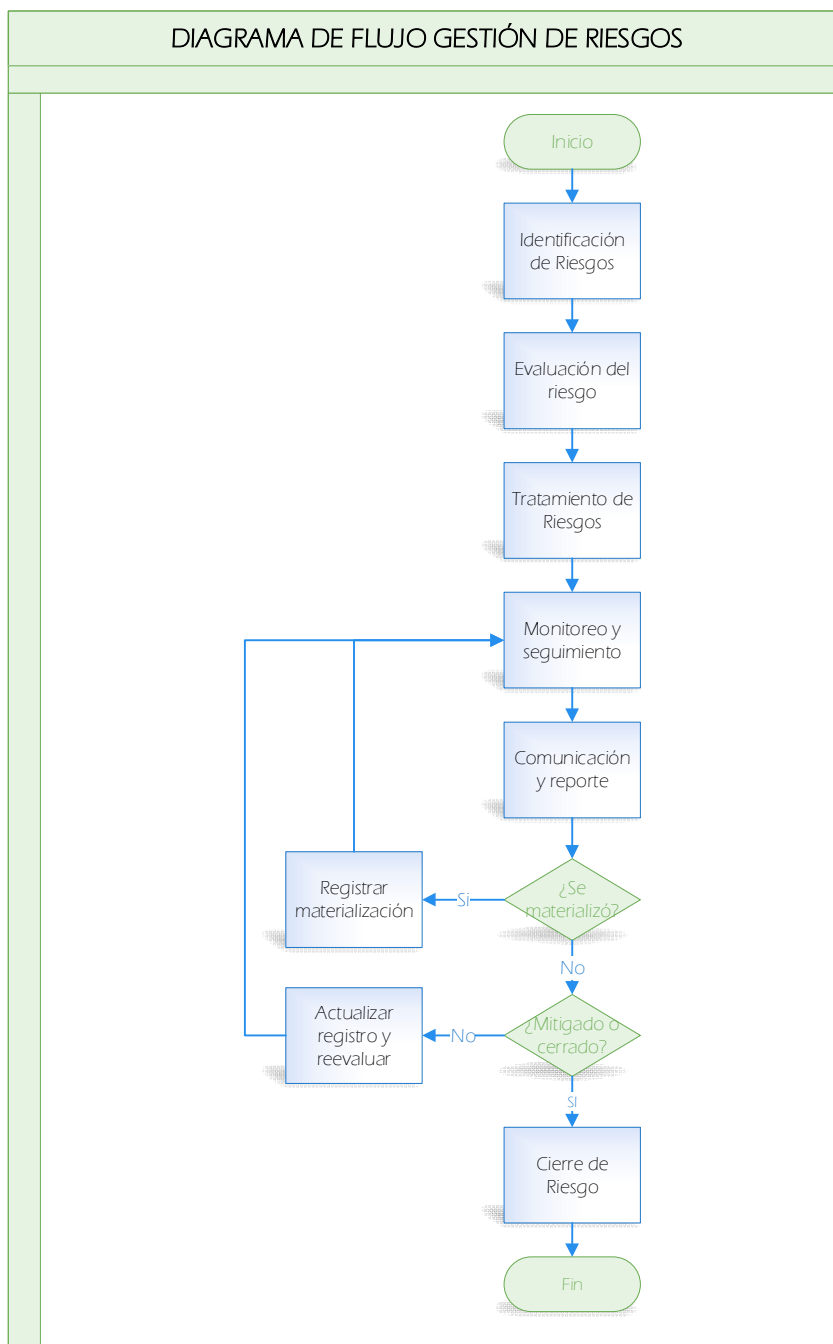 DIAGRAMA DE FLUJO GESTIÓN DE RIESGOS
Inicio
Identificación
de Riesgos
Evaluación del
riesgo
Tratamiento de
Riesgos
Monitoreo y
seguimiento
Comunicación
y reporte
¿Se
materializó?
Si
Registrar
materialización
No
¿Mitigado o
cerrado?
No
Actualizar
registro y
reevaluar
SI
Cierre de
Riesgo
Fin